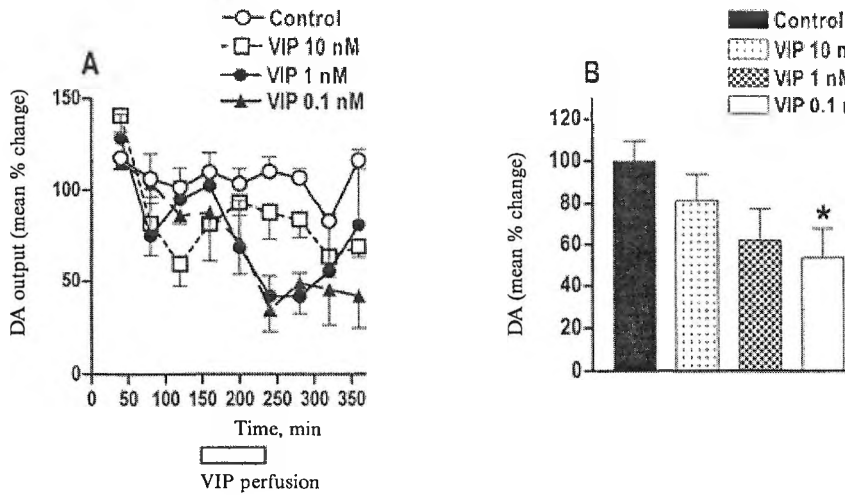 Control
VIP 10 nM
VIP 1 nM
VIP 0.1 nM
A
DA output (mean % change)
150
100
50
0
0 50 100 150 200 250 300 350
Time, min
VIP perfusion
Control
VIP 10 n
VIP 1 nM
VIP 0.1 n
B
DA (mean % change)
120
100
80
60
40
20
0
*